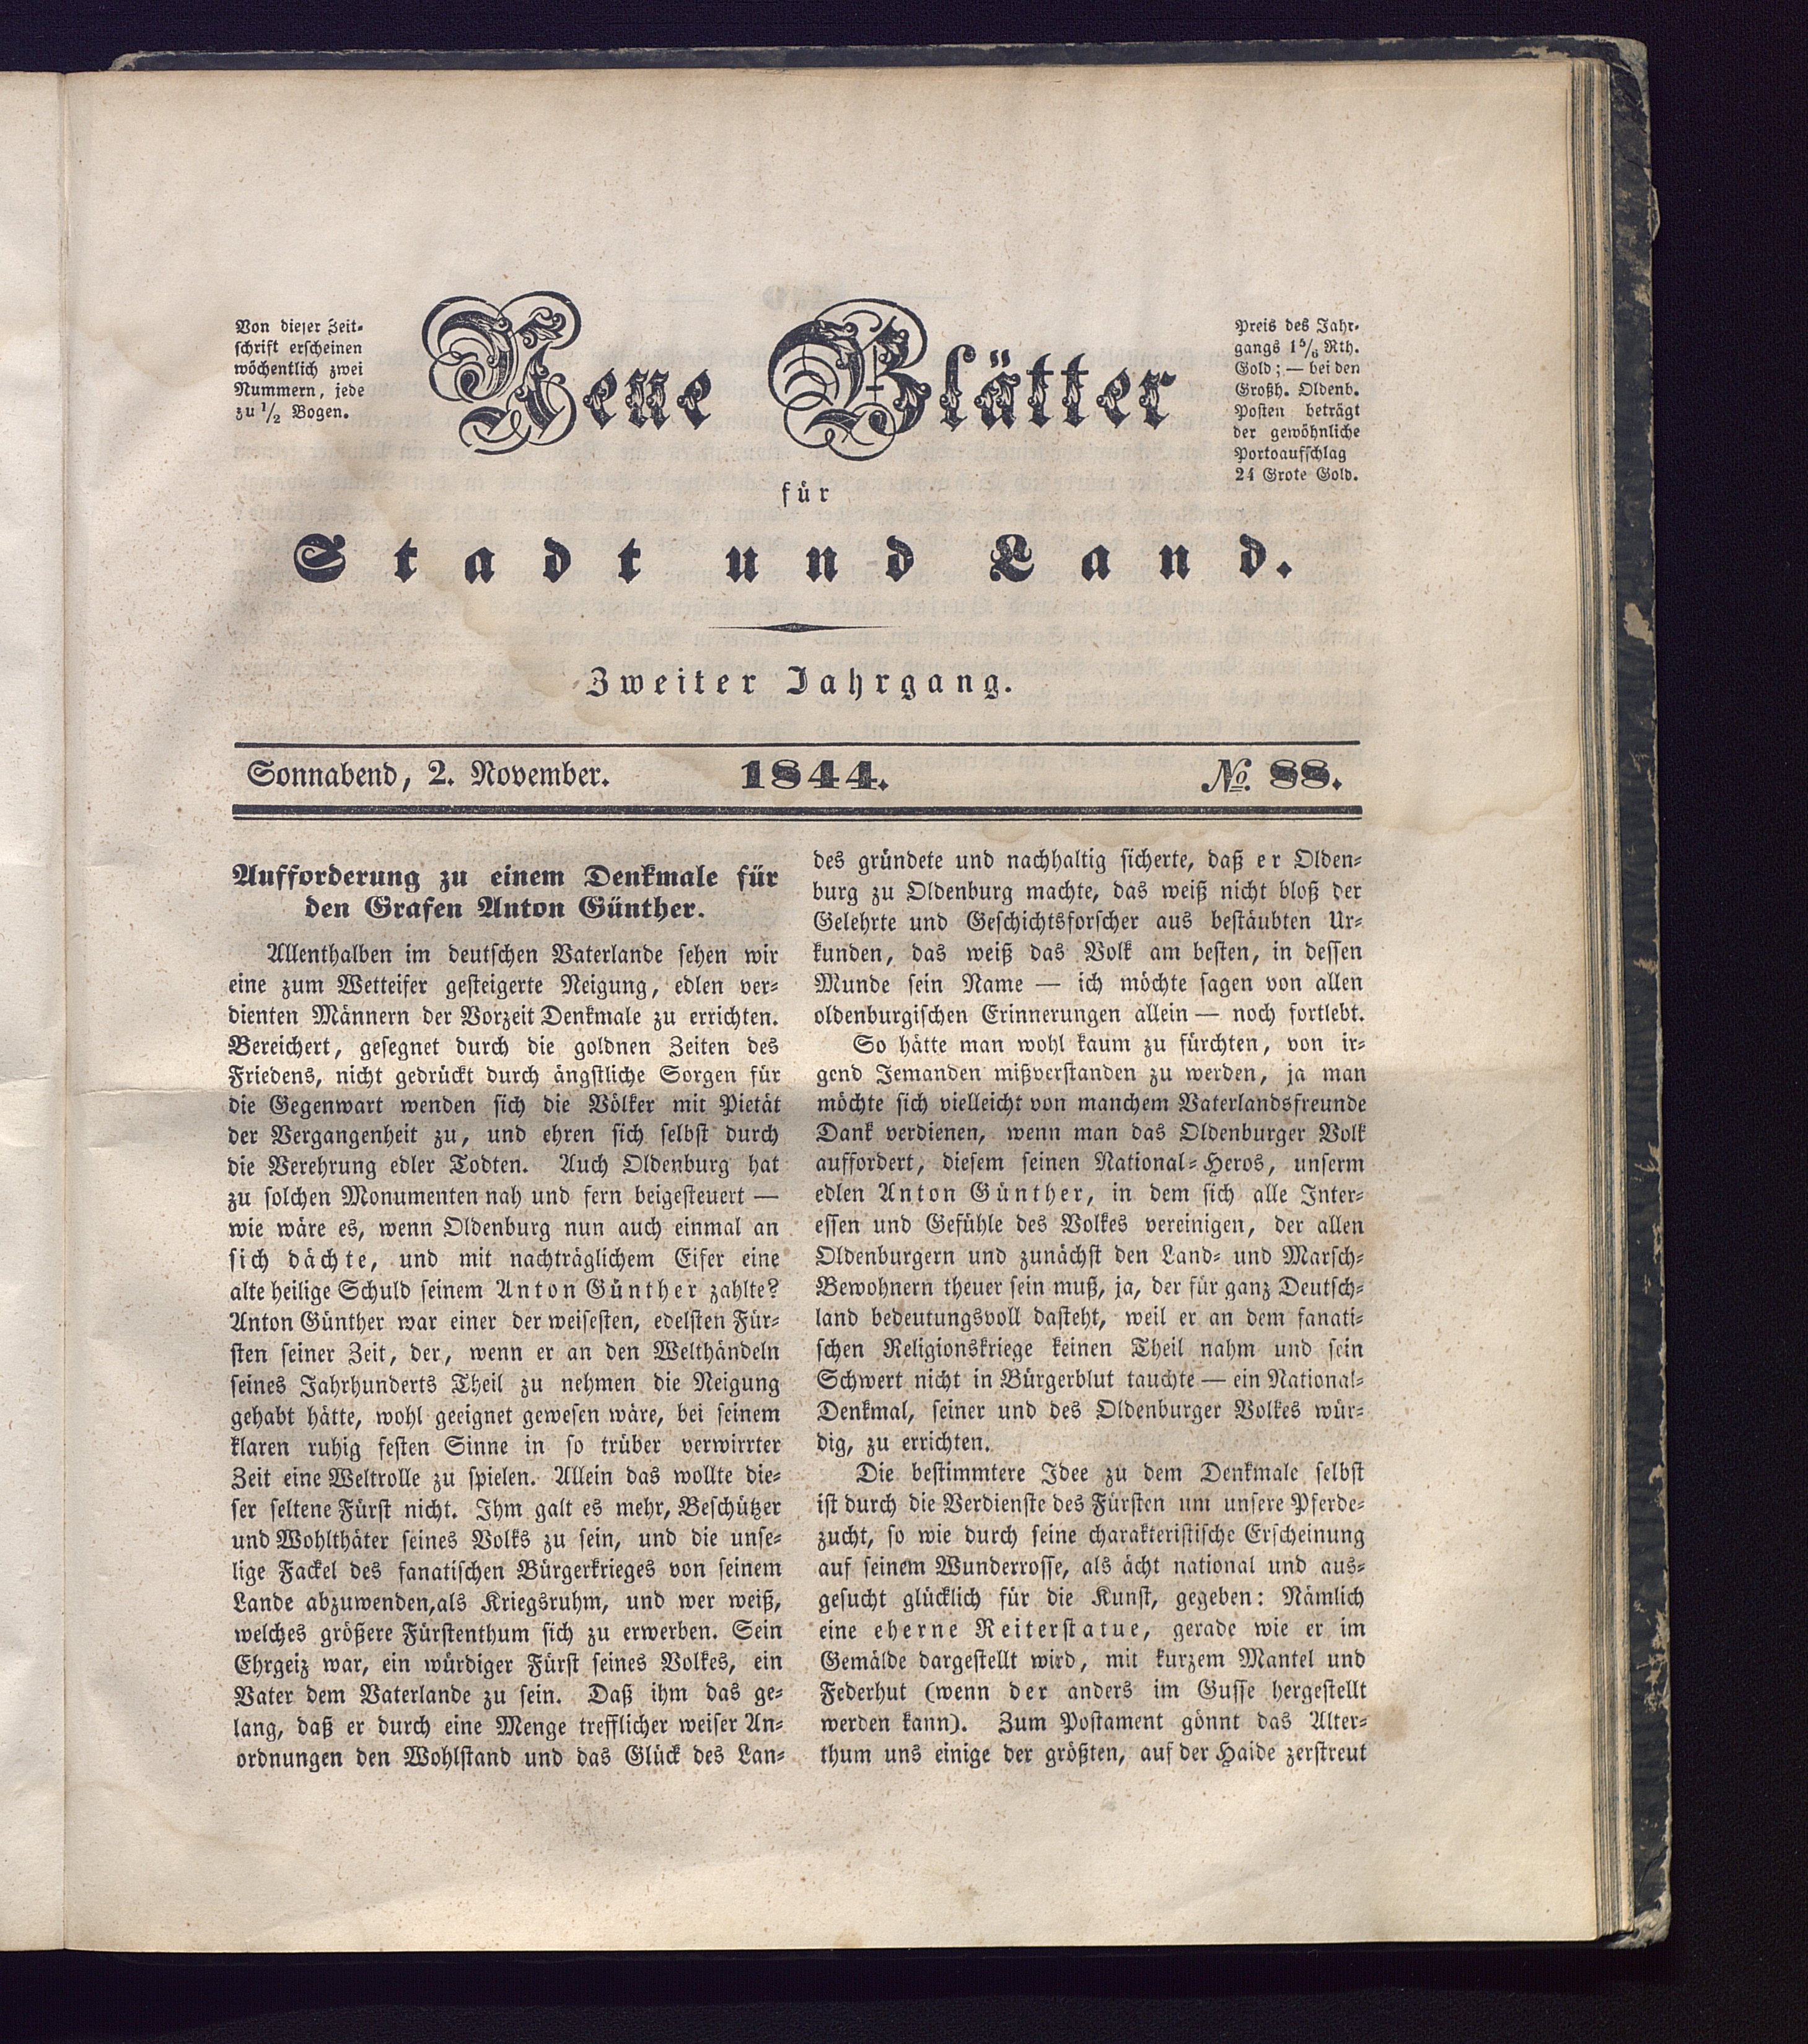 Von dieser Zeit-
schrift erscheinen
wöchentlich zwei
Nummern, jede
zu 1/2 Bogen.
Neue Blätter
Preis des Jahr-
gangs 1 5/6 Rth.
Gold; — bei den
Großh. Oldenb.
Posten beträgt
der gewöhnliche
Portoaufschlag
24 Grote Gold.
für
Stadt und Land.
Zweiter Jahrgang.
Sonnabend, 2. November. 1844. No. 88.
Aufforderung zu einem Denkmale für
den Grafen Anton Günther.
Allenthalben im deutschen Vaterlande sehen wir
eine zum Wetteifer gesteigerte Neigung, edlen ver-
dienten Männern der Vorzeit Denkmale zu errichten.
Bereichert, gesegnet durch die goldnen Zeiten des
Friedens, nicht gedrückt durch ängstliche Sorgen für
die Gegenwart wenden sich die Völker mit Pietät
der Vergangenheit zu, und ehren sich selbst durch
die Verehrung edler Todten. Auch Oldenburg hat
zu solchen Monumenten nah und fern beigesteuert —
wie wäre es, wenn Oldenburg nun auch einmal an
sich dächte, und mit nachträglichem Eifer eine
alte heilige Schuld seinem Anton Günther zahlte?
Anton Günther war einer der weisesten, edelsten Für-
sten seiner Zeit, der, wenn er an den Welthändeln
seines Jahrhunderts Theil zu nehmen die Neigung
gehabt hätte, wohl geeignet gewesen wäre, bei seinem
klaren ruhig festen Sinne in so trüber verwirrter
Zeit eine Weltrolle zu spielen. Allein das wollte die-
ser seltene Fürst nicht. Ihm galt es mehr, Beschützer
und Wohlthäter seines Volks zu sein, und die unse-
lige Fackel des fanatischen Bürgerkrieges von seinem
Lande abzuwenden, als Kriegsruhm, und wer weiß,
welches größere Fürstenthum sich zu erwerben. Sein
Ehrgeiz war, ein würdiger Fürst seines Volkes, ein
Vater dem Vaterlande zu sein. Daß ihm das ge-
lang, daß er durch eine Menge trefflicher weiser An-
ordnungen den Wohlstand und das Glück des Lan-
des gründete und nachhaltig sicherte, daß er Olden-
burg zu Oldenburg machte, das weiß nicht bloß der
Gelehrte und Geschichtsforscher aus bestäubten Ur-
kunden, das weiß das Volk am besten, in dessen
Munde sein Name — ich möchte sagen von allen
oldenburgischen Erinnerungen allein — noch fortlebt.
So hätte man wohl kaum zu fürchten, von ir-
gend Jemanden mißverstanden zu werden, ja man
möchte sich vielleicht von manchem Vaterlandsfreunde
Dank verdienen, wenn man das Oldenburger Volk
auffordert, diesem seinen National-Heros, unserm
edlen Anton Günther, in dem sich alle Inter-
essen und Gefühle des Volkes vereinigen, der allen
Oldenburgern und zunächst den Land- und Marsch-
Bewohnern theuer sein muß, ja, der für ganz Deutsch-
land bedeutungsvoll dasteht, weil er an dem fanati-
schen Religionskriege keinen Theil nahm und sein
Schwert nicht in Bürgerblut tauchte — ein National-
Denkmal, seiner und des Oldenburger Volkes wür-
dig, zu errichten.
Die bestimmtere Idee zu dem Denkmale selbst
ist durch die Verdienste des Fürsten um unsere Pferde-
zucht, so wie durch seine charakteristische Erscheinung
auf seinem Wunderrosse, als ächt national und aus-
gesucht glücklich für die Kunst, gegeben: Nämlich
eine eherne Reiterstatue, gerade wie er im
Gemälde dargestellt wird, mit kurzem Mantel und
Federhut (wenn der anders im Gusse hergestellt
werden kann). Zum Postament gönnt das Alter-
thum uns einige der größten, auf der Haide zerstreut